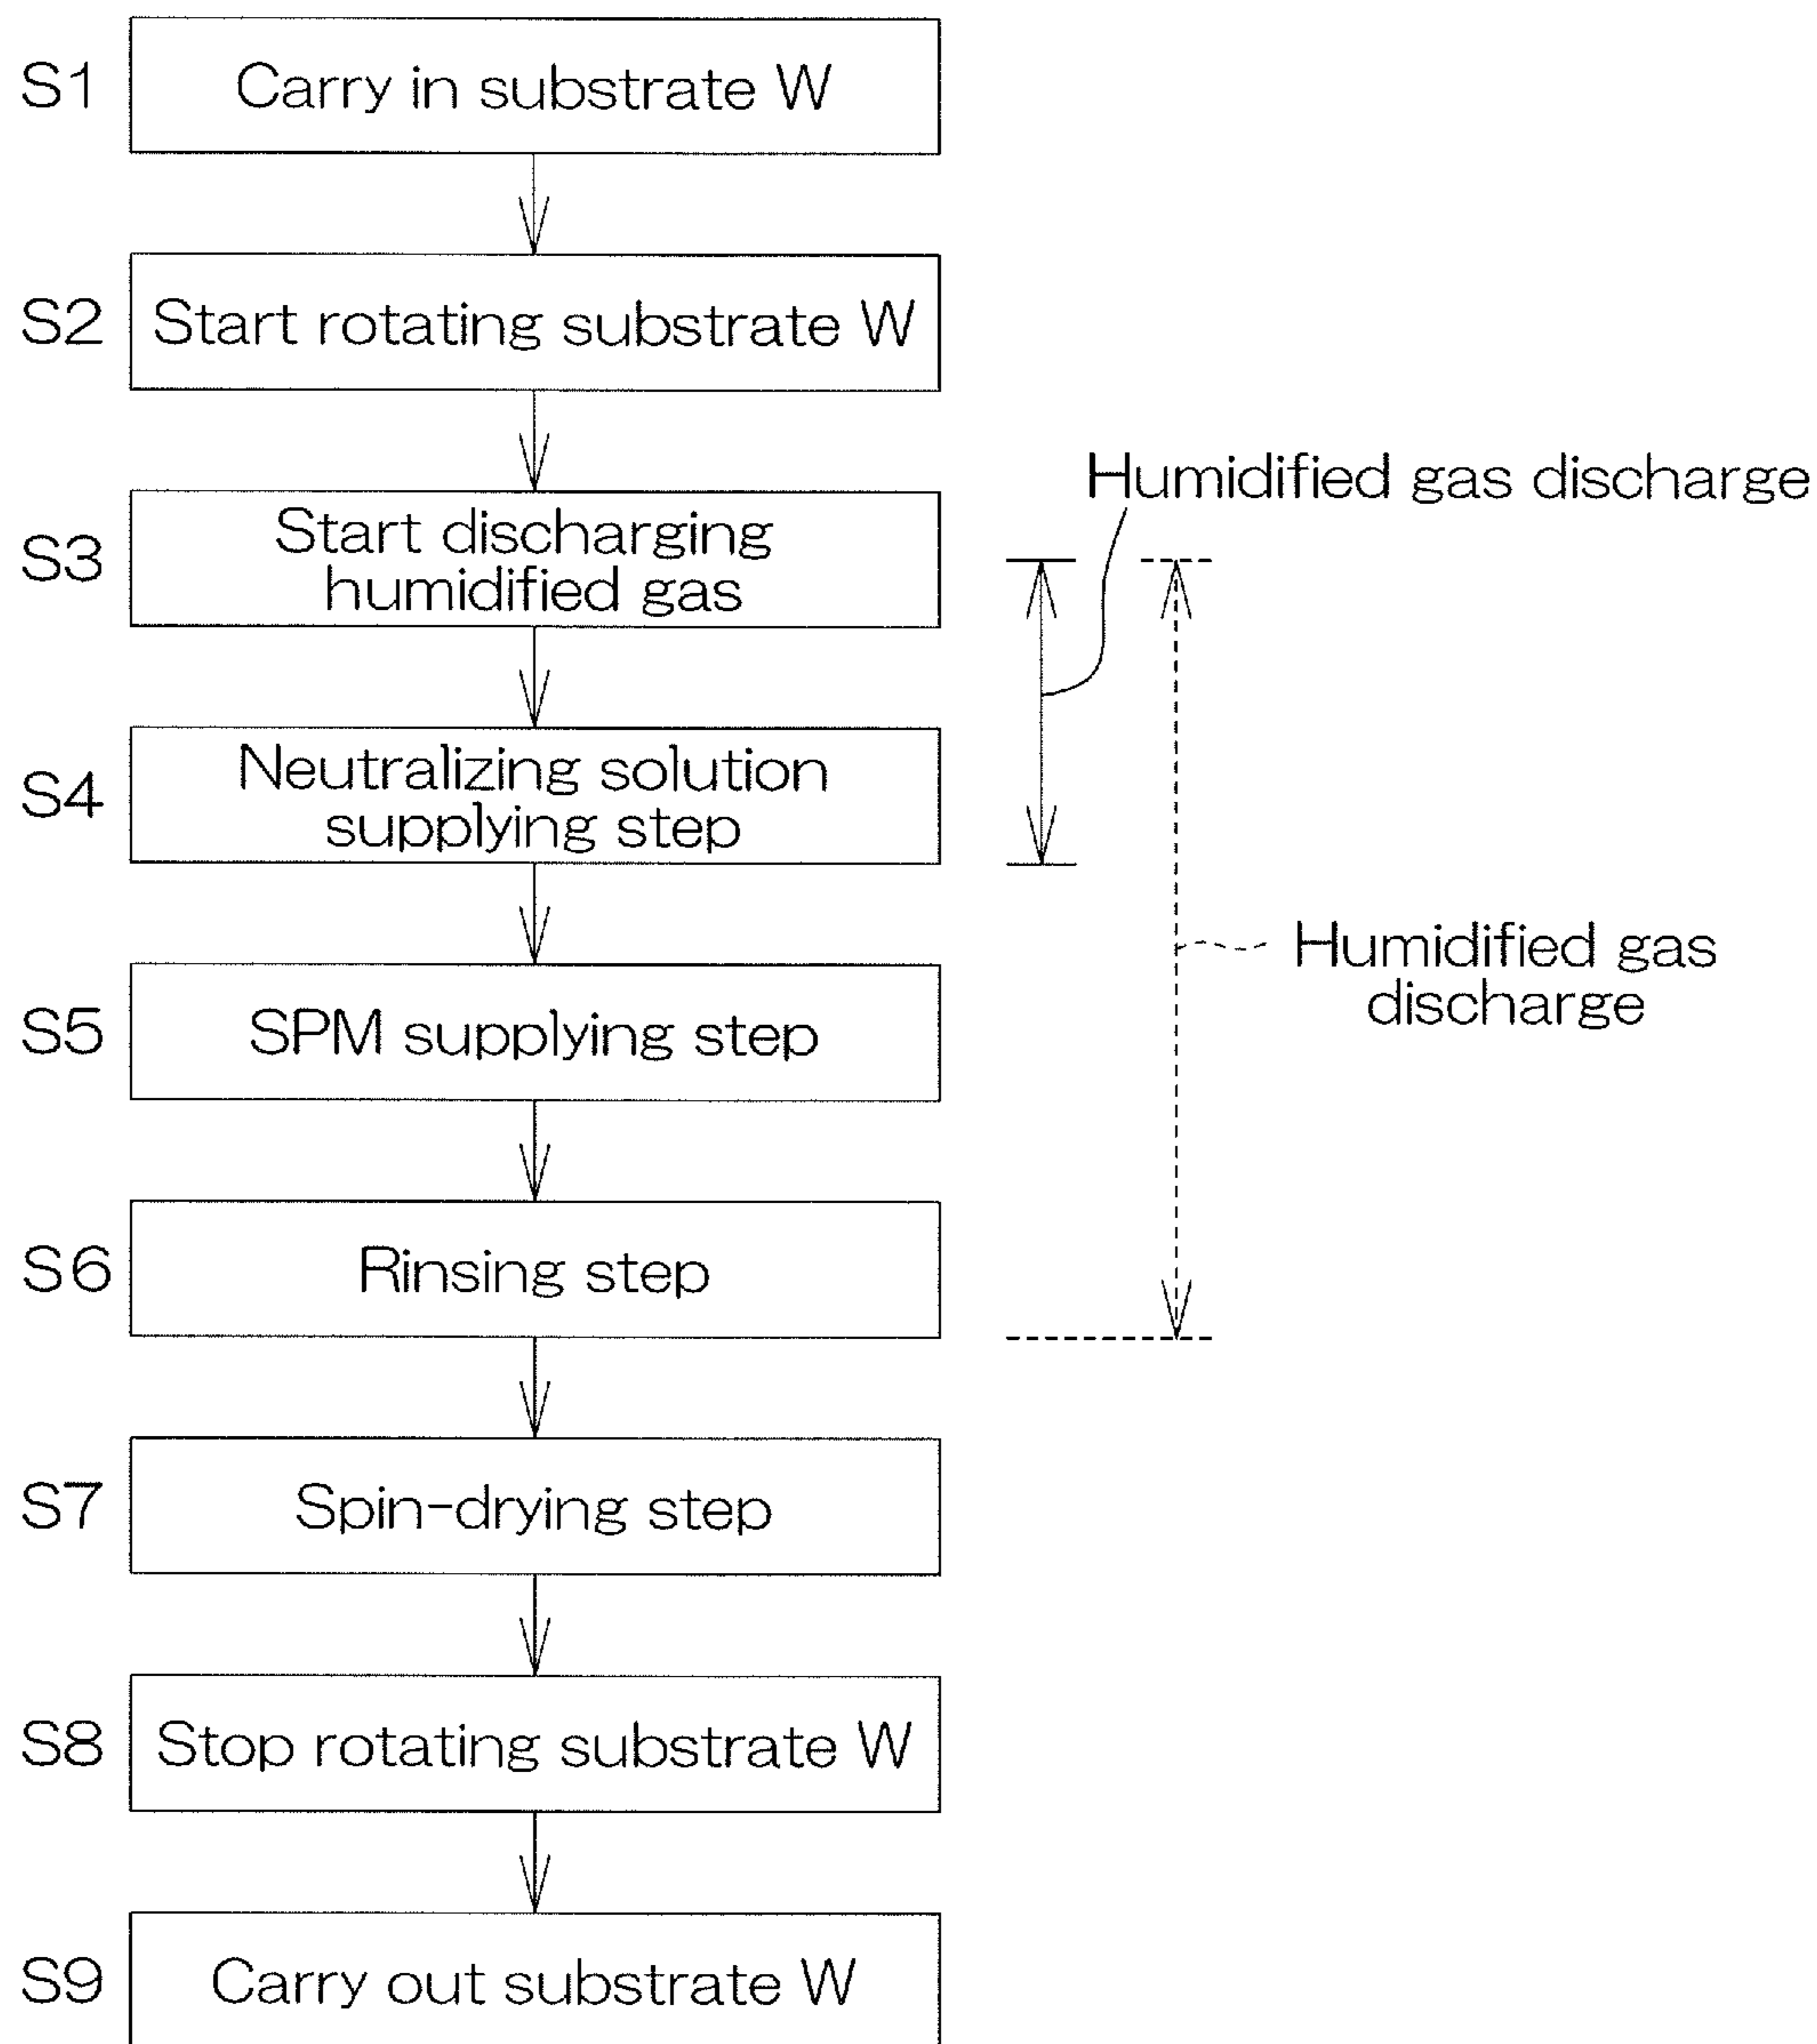 S1
Carry in substrate W
S2
Start rotating substrate W
Humidified gas discharge
S3
Start discharging
humidified gas
S4
Neutralizing solution
supplying step
Humidified gas
discharge
S5
SPM supplying step
S6
Rinsing step
S7
Spin-drying step
S8
Stop rotating substrate W
S9
Carry out substrate W